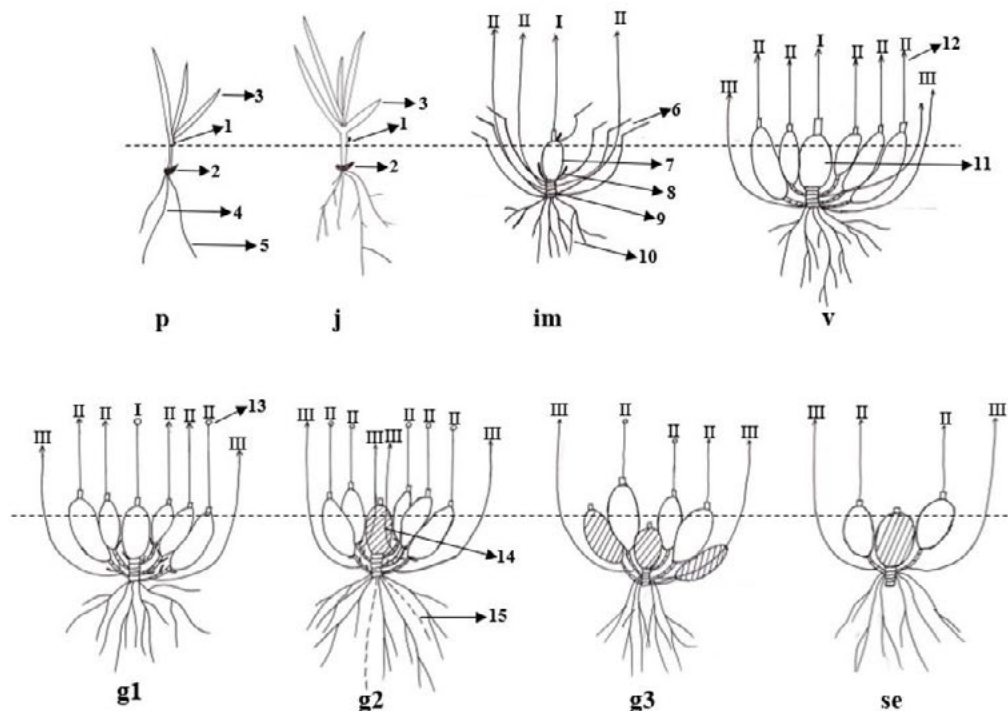 II II I II
II II I II II II 12
III III
3 3 6
1 1 7 11
2 2 8
4 9
5 10
p j im v
II II I II II II 13
III III
III II II III III II II II III
III II II II III
III II II III
14
15
g1 g2 g3 se